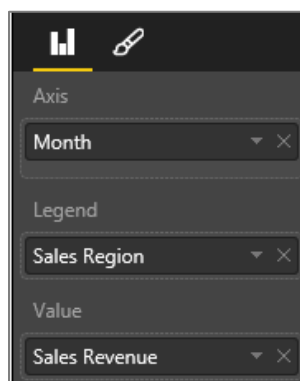 Axis
Month
Legend
Sales Region
Value
Sales Revenue